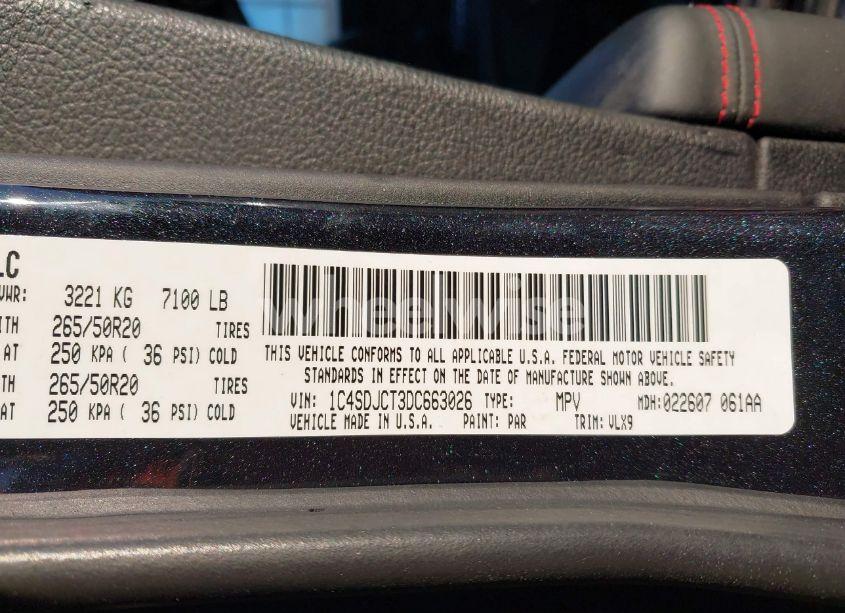 LC
VWR: 3221 KG 7100 LB
ITH 265/50R20 TIRES
AT 250 KPA ( 36 PSI) COLD
TH 265/50R20 TIRES
AT 250 KPA ( 36 PSI) COLD
wheelwise
THIS VEHICLE CONFORMS TO ALL APPLICABLE U.S.A. FEDERAL MOTOR VEHICLE SAFETY
STANDARDS IN EFFECT ON THE DATE OF MANUFACTURE SHOWN ABOVE.
VIN: 1C4SDJCT3DC663026 TYPE: MPV MDH:022607 061AA
VEHICLE MADE IN U.S.A. PAINT: PAR TRIM: VLX9